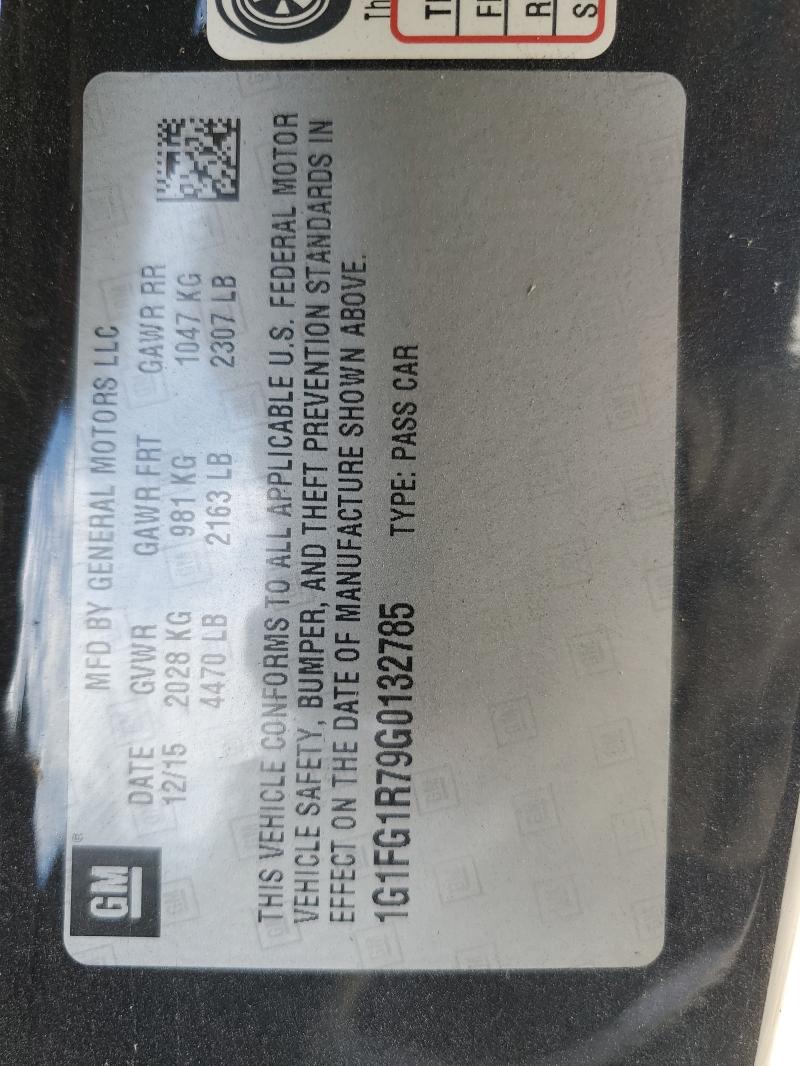 GM
®
MFD BY GENERAL MOTORS LLC
DATE GVWR GAWR FRT GAWR RR
12/15 2028 KG 981 KG 1047 KG
4470 LB 2163 LB 2307 LB
THIS VEHICLE CONFORMS TO ALL APPLICABLE U.S. FEDERAL MOTOR
VEHICLE SAFETY, BUMPER, AND THEFT PREVENTION STANDARDS IN
EFFECT ON THE DATE OF MANUFACTURE SHOWN ABOVE.
1G1FG1R79G0132785 TYPE: PASS CAR